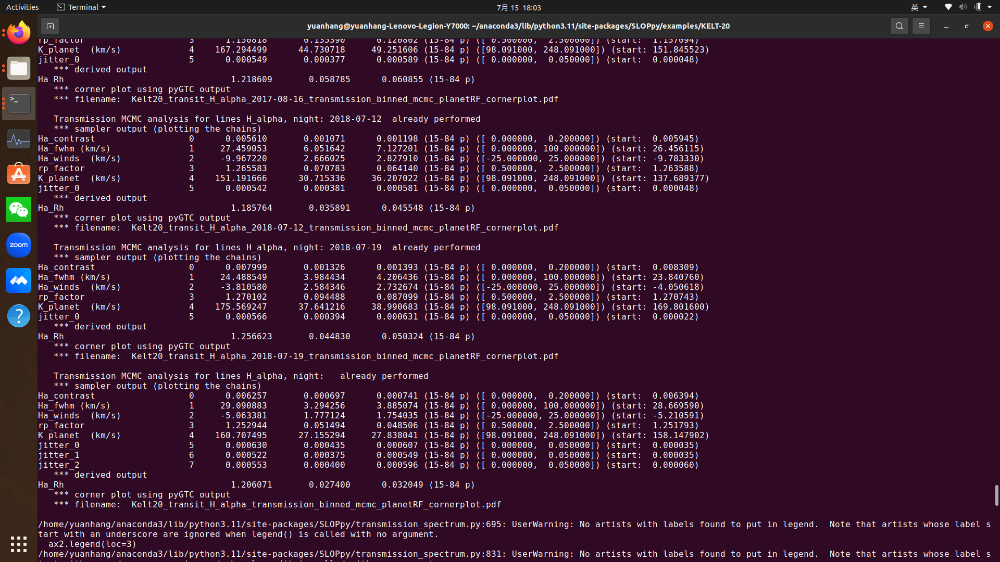 Activities
Terminal
7月 15 18:03
英
yuanhang@yuanhang-Lenovo-Legion-Y7000: ~/anaconda3/lib/python3.11/site-packages/SLOPpy/examples/KELT-20
rp_factor 3 1.150818 0.135390 0.120802 (15-84 p) ([ 0.500000, 2.500000]) (start: 1.157094)
K_planet (km/s) 4 167.294499 44.730718 49.251606 (15-84 p) ([98.091000, 248.091000]) (start: 151.845523)
jitter_0 5 0.000549 0.000377 0.000589 (15-84 p) ([ 0.000000, 0.050000]) (start: 0.000048)
*** derived output
Ha_Rh 1.218609 0.058785 0.060855 (15-84 p)
*** corner plot using pyGTC output
*** filename: Kelt20_transit_H_alpha_2017-08-16_transmission_binned_mcmc_planetRF_cornerplot.pdf
Transmission MCMC analysis for lines H_alpha, night: 2018-07-12 already performed
*** sampler output (plotting the chains)
Ha_contrast 0 0.005610 0.001071 0.001198 (15-84 p) ([ 0.000000, 0.200000]) (start: 0.005945)
Ha_fwhm (km/s) 1 27.459053 6.051642 7.127201 (15-84 p) ([ 0.000000, 100.000000]) (start: 26.456115)
Ha_winds (km/s) 2 -9.967220 2.666025 2.827910 (15-84 p) ([-25.000000, 25.000000]) (start: -9.783330)
rp_factor 3 1.265583 0.070783 0.064140 (15-84 p) ([ 0.500000, 2.500000]) (start: 1.263588)
K_planet (km/s) 4 151.191666 30.715336 36.207022 (15-84 p) ([98.091000, 248.091000]) (start: 137.689377)
jitter_0 5 0.000542 0.000381 0.000581 (15-84 p) ([ 0.000000, 0.050000]) (start: 0.000048)
*** derived output
Ha_Rh 1.185764 0.035891 0.045548 (15-84 p)
*** corner plot using pyGTC output
*** filename: Kelt20_transit_H_alpha_2018-07-12_transmission_binned_mcmc_planetRF_cornerplot.pdf
Transmission MCMC analysis for lines H_alpha, night: 2018-07-19 already performed
*** sampler output (plotting the chains)
Ha_contrast 0 0.007999 0.001326 0.001393 (15-84 p) ([ 0.000000, 0.200000]) (start: 0.008309)
Ha_fwhm (km/s) 1 24.488549 3.984434 4.206436 (15-84 p) ([ 0.000000, 100.000000]) (start: 23.840760)
Ha_winds (km/s) 2 -3.810580 2.584346 2.732674 (15-84 p) ([-25.000000, 25.000000]) (start: -4.050618)
rp_factor 3 1.270102 0.094488 0.087099 (15-84 p) ([ 0.500000, 2.500000]) (start: 1.270743)
K_planet (km/s) 4 175.569247 37.641216 38.990683 (15-84 p) ([98.091000, 248.091000]) (start: 169.801600)
jitter_0 5 0.000566 0.000394 0.000631 (15-84 p) ([ 0.000000, 0.050000]) (start: 0.000022)
*** derived output
Ha_Rh 1.256623 0.044830 0.050324 (15-84 p)
*** corner plot using pyGTC output
*** filename: Kelt20_transit_H_alpha_2018-07-19_transmission_binned_mcmc_planetRF_cornerplot.pdf
Transmission MCMC analysis for lines H_alpha, night: already performed
*** sampler output (plotting the chains)
Ha_contrast 0 0.006257 0.000697 0.000741 (15-84 p) ([ 0.000000, 0.200000]) (start: 0.006394)
Ha_fwhm (km/s) 1 29.090883 3.294256 3.885074 (15-84 p) ([ 0.000000, 100.000000]) (start: 28.669590)
Ha_winds (km/s) 2 -5.063381 1.777124 1.754035 (15-84 p) ([-25.000000, 25.000000]) (start: -5.210591)
rp_factor 3 1.252944 0.051494 0.048506 (15-84 p) ([ 0.500000, 2.500000]) (start: 1.251793)
K_planet (km/s) 4 160.707495 27.155294 27.838041 (15-84 p) ([98.091000, 248.091000]) (start: 158.147902)
jitter_0 5 0.000630 0.000435 0.000607 (15-84 p) ([ 0.000000, 0.050000]) (start: 0.000035)
jitter_1 6 0.000522 0.000375 0.000549 (15-84 p) ([ 0.000000, 0.050000]) (start: 0.000035)
jitter_2 7 0.000553 0.000400 0.000596 (15-84 p) ([ 0.000000, 0.050000]) (start: 0.000060)
*** derived output
Ha_Rh 1.206071 0.027400 0.032049 (15-84 p)
*** corner plot using pyGTC output
*** filename: Kelt20_transit_H_alpha_transmission_binned_mcmc_planetRF_cornerplot.pdf
/home/yuanhang/anaconda3/lib/python3.11/site-packages/SLOPpy/transmission_spectrum.py:695: UserWarning: No artists with labels found to put in legend. Note that artists whose label s
tart with an underscore are ignored when legend() is called with no argument.
ax2.legend(loc=3)
/home/yuanhang/anaconda3/lib/python3.11/site-packages/SLOPpy/transmission_spectrum.py:831: UserWarning: No artists with labels found to put in legend. Note that artists whose label s
zoom